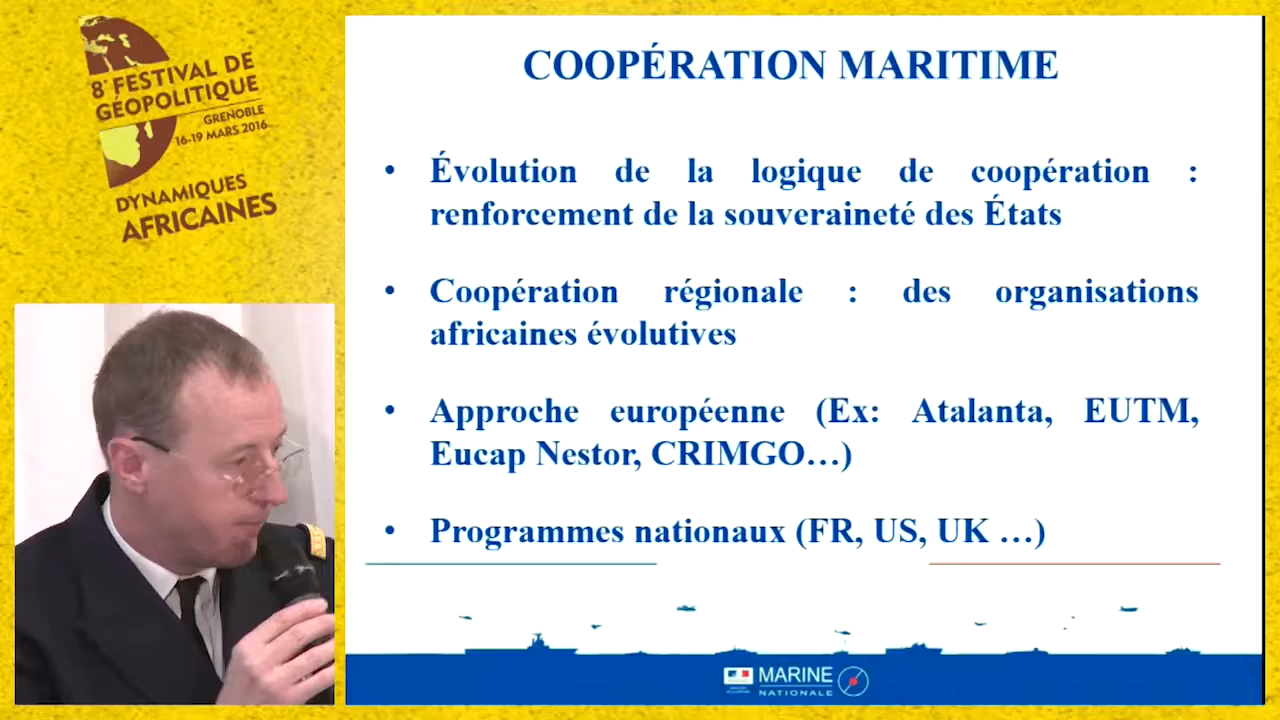 8e FESTIVAL DE
GÉOPOLITIQUE
GRENOBLE
16-19 MARS 2016
DYNAMIQUES
AFRICAINES
COOPÉRATION MARITIME
• Évolution de la logique de coopération :
renforcement de la souveraineté des États
• Coopération régionale : des organisations
africaines évolutives
• Approche européenne (Ex: Atalanta, EUTM,
Eucap Nestor, CRIMGO…)
• Programmes nationaux (FR, US, UK …)
MARINE
NATIONALE